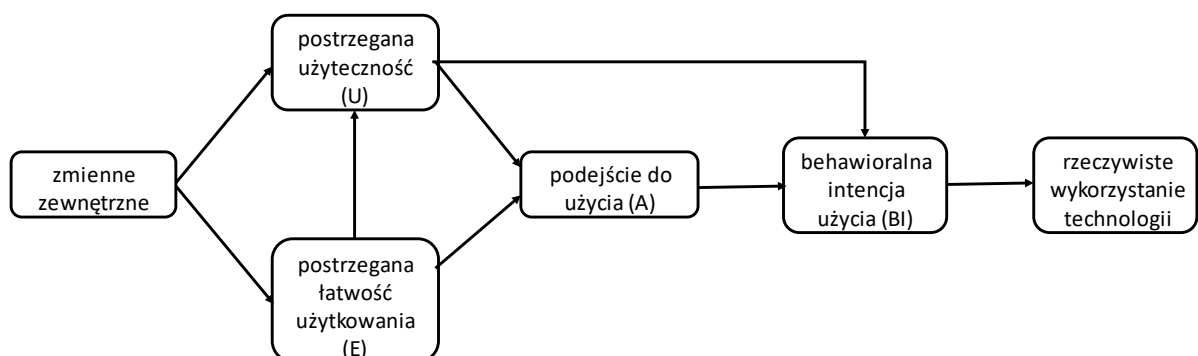 zmienne
zewnętrzne
postrzegana
użyteczność
(U)
postrzegana
łatwość
użytkowania
(E)
podejście do
użycia (A)
behawioralna
intencja
użycia (BI)
rzeczywiste
wykorzystanie
technologii